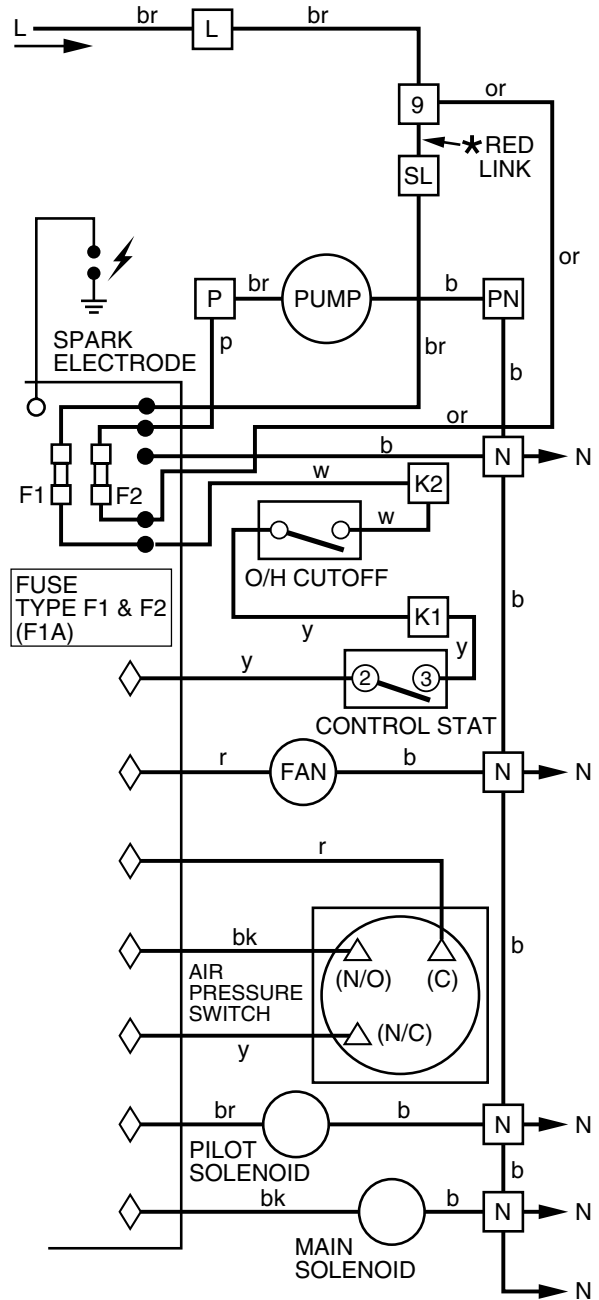 br
br
L
L
or
9
*RED
LINK
SL
or
br
b
P
PUMP
PN
SPARK
ELECTRODE
p
br
b
or
b
N
N
w
K2
F1
F2
w
O/H CUTOFF
FUSE
TYPE F1 & F2
(F1A)
b
K1
y
y
y
2
3
CONTROL STAT
r
b
FAN
N
N
r
bk
b
AIR
PRESSURE
SWITCH
(N/O)
(C)
(N/C)
y
br
b
N
N
PILOT
SOLENOID
b
bk
b
N
N
MAIN
SOLENOID
N